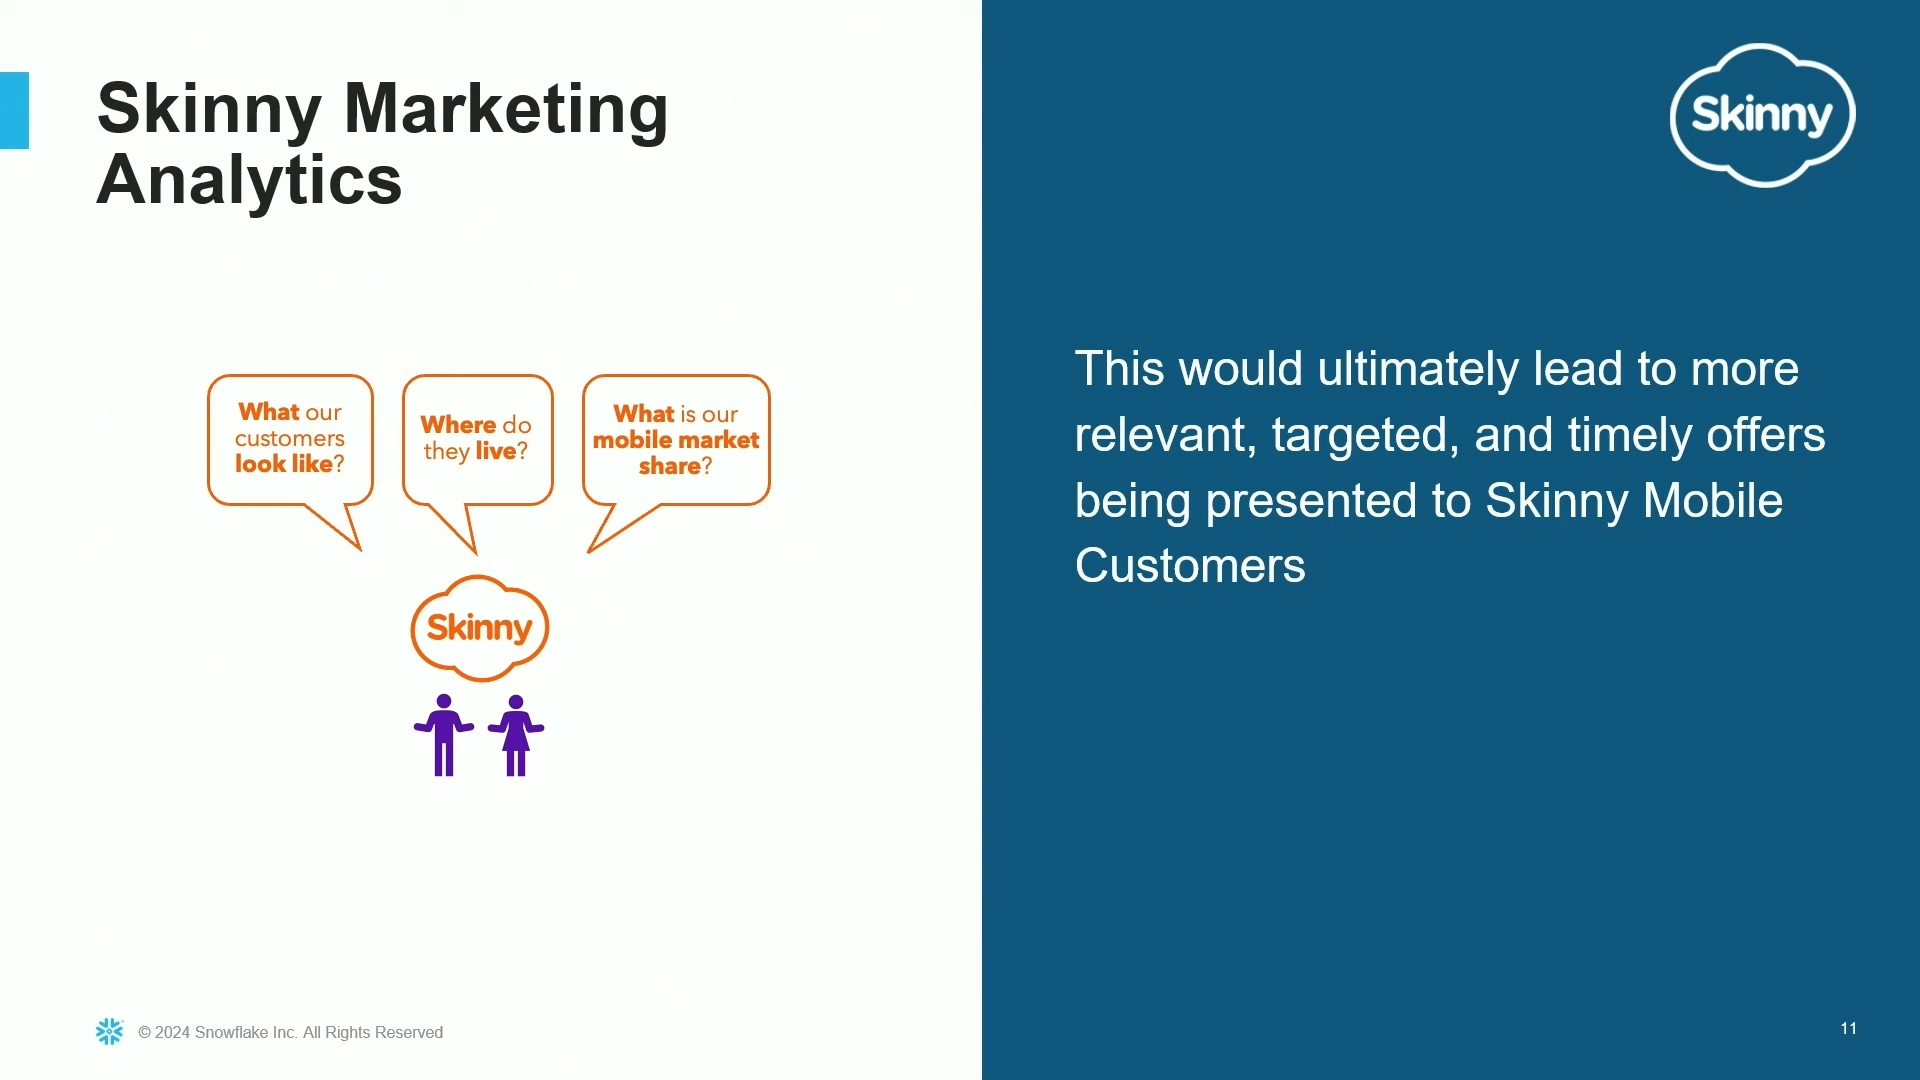 Skinny Marketing
Analytics
What our
customers
look like?
Where do
they live?
What is our
mobile market
share?
Skinny
© 2024 Snowflake Inc. All Rights Reserved
Skinny
This would ultimately lead to more
relevant, targeted, and timely offers
being presented to Skinny Mobile
Customers
11